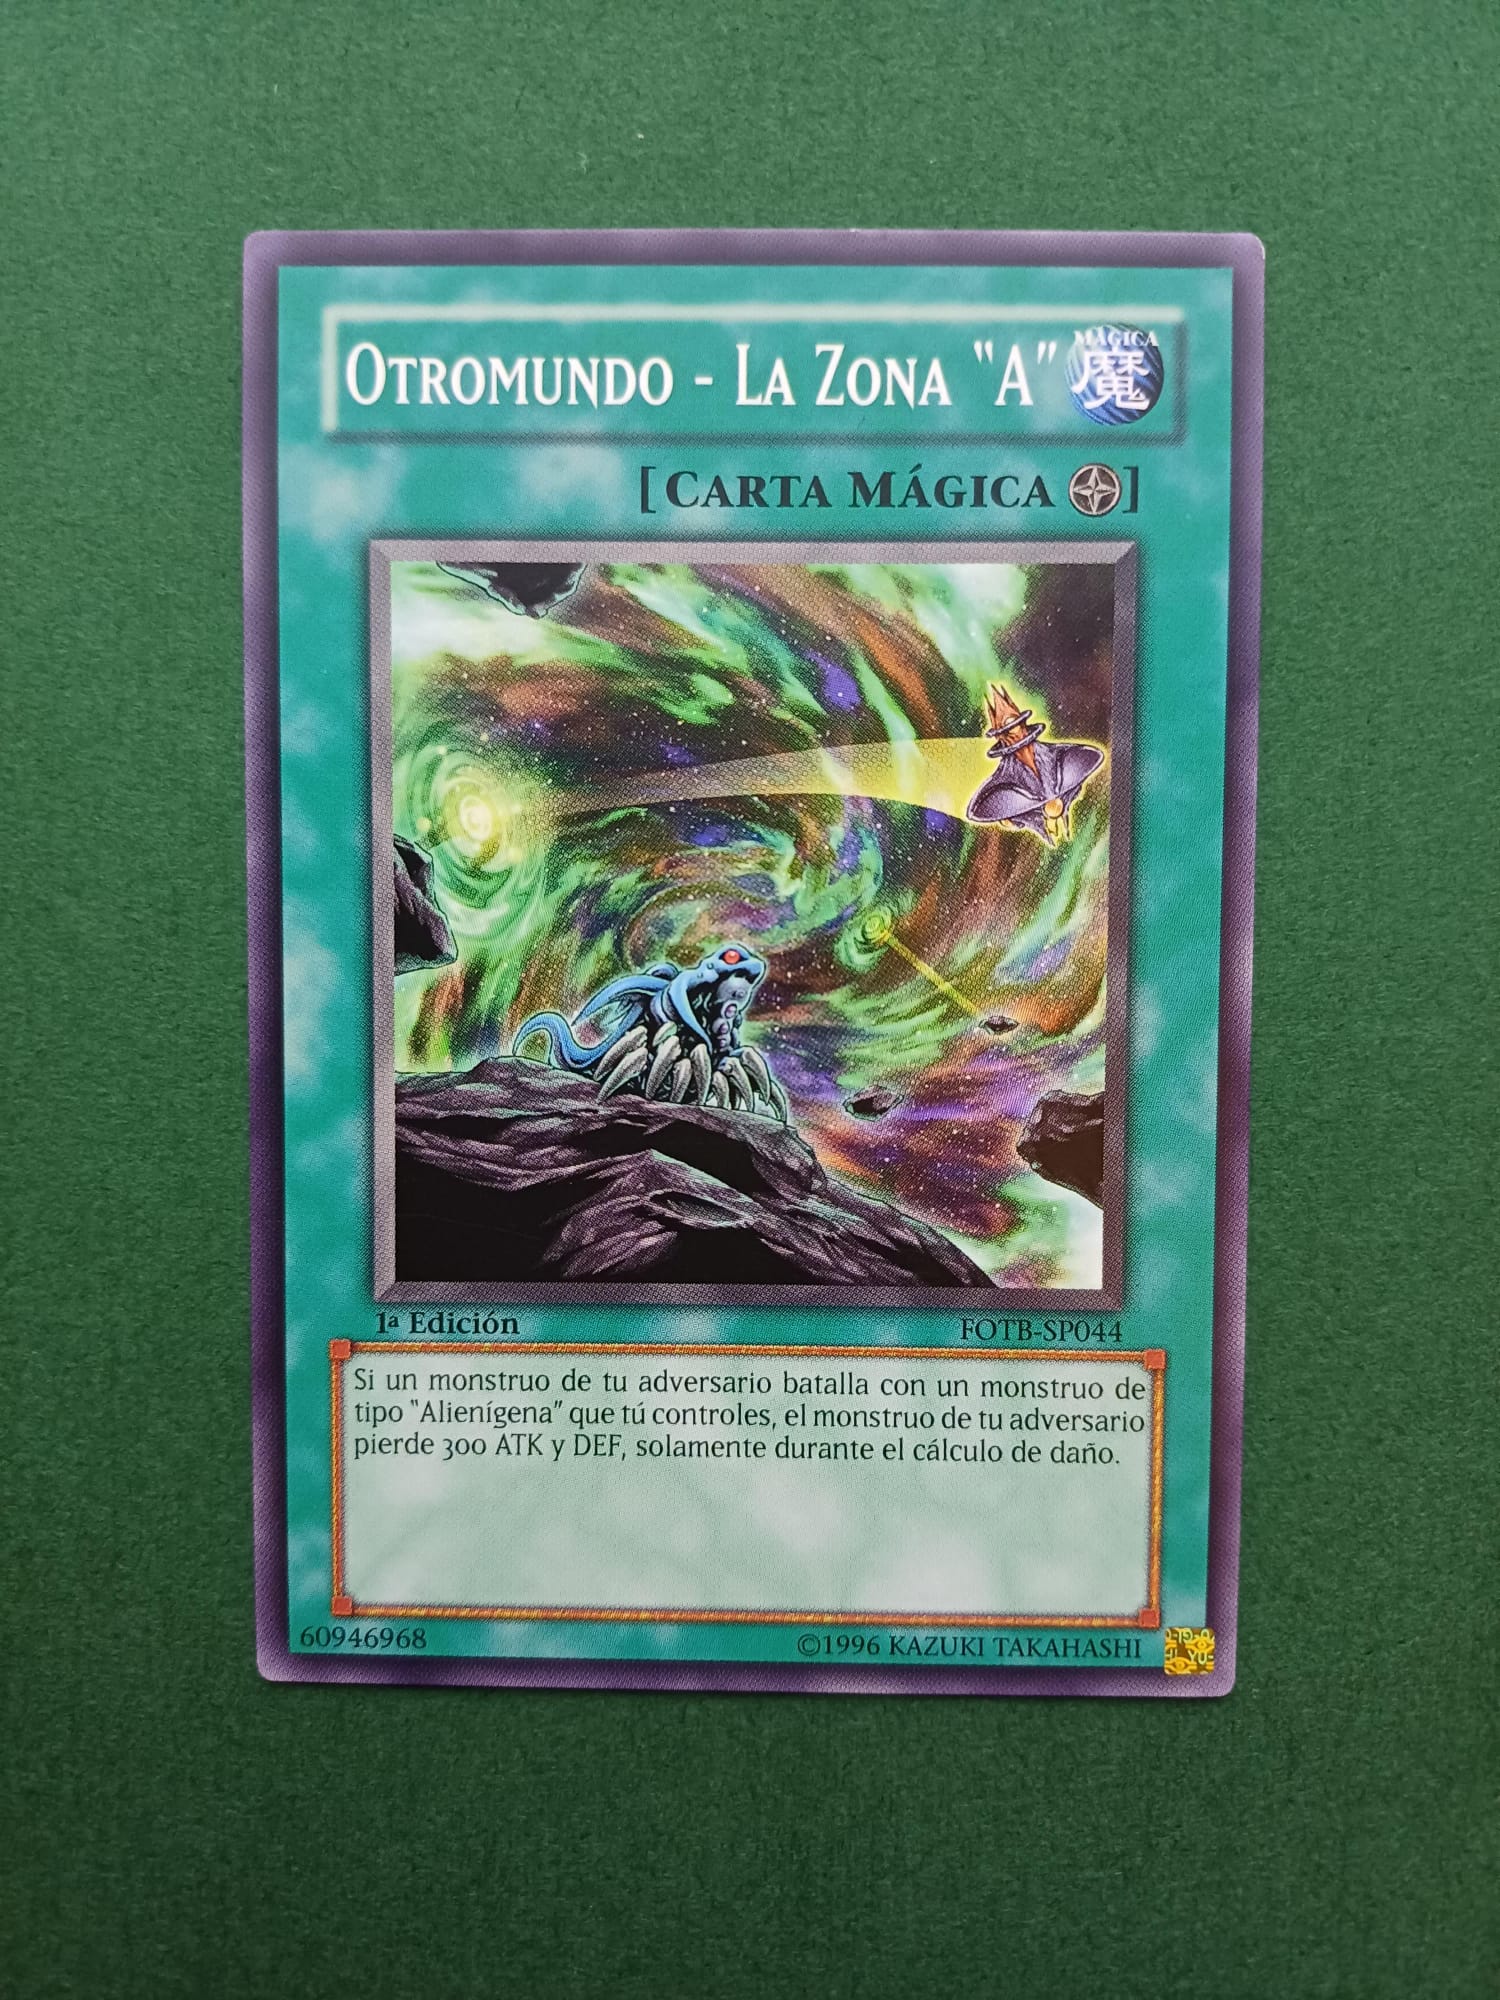 OTROMUNDO - LA ZONA "A"
MÁGICA
魔
[CARTA MÁGICA]
1ª Edición
FOTB-SP044
Si un monstruo de tu adversario batalla con un monstruo de
tipo "Alienígena" que tú controles, el monstruo de tu adversario
pierde 300 ATK y DEF, solamente durante el cálculo de daño.
60946968
©1996 KAZUKI TAKAHASHI